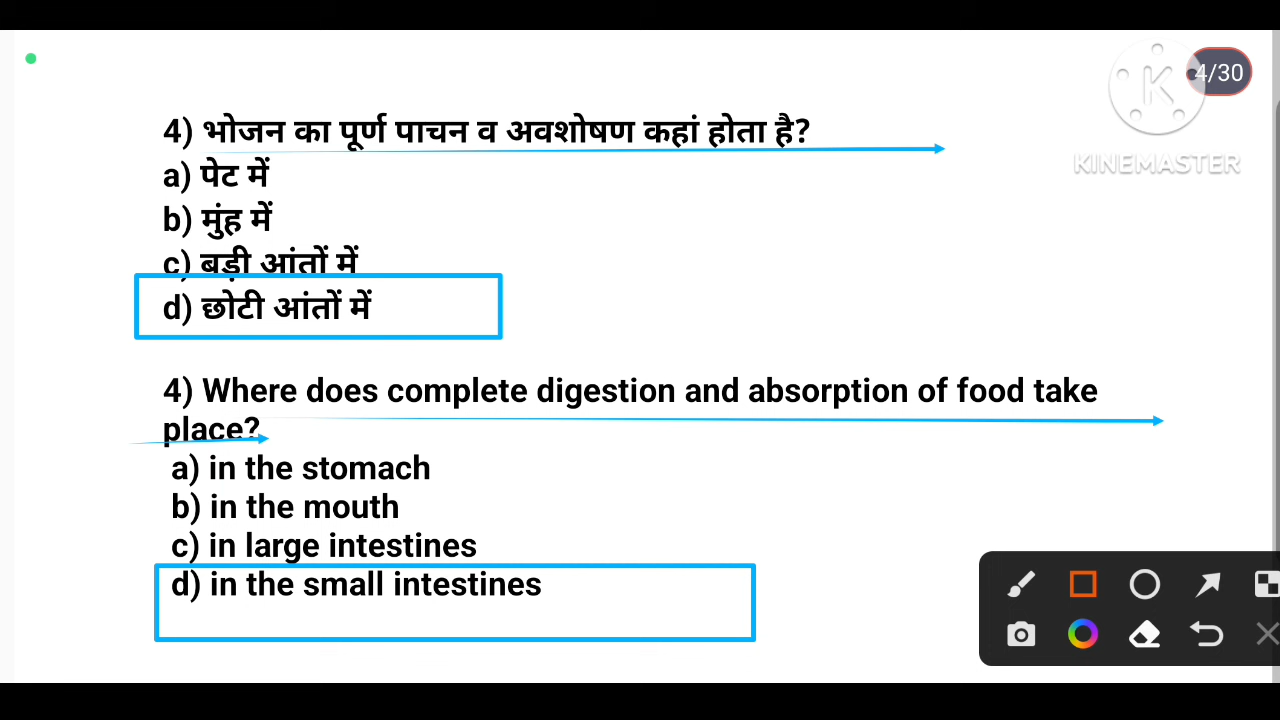 4/30
KINEMASTER
4) भोजन का पूर्ण पाचन व अवशोषण कहां होता है?
a) पेट में
b) मुंह में
c) बड़ी आंतों में
d) छोटी आंतों में
4) Where does complete digestion and absorption of food take
place?
a) in the stomach
b) in the mouth
c) in large intestines
d) in the small intestines